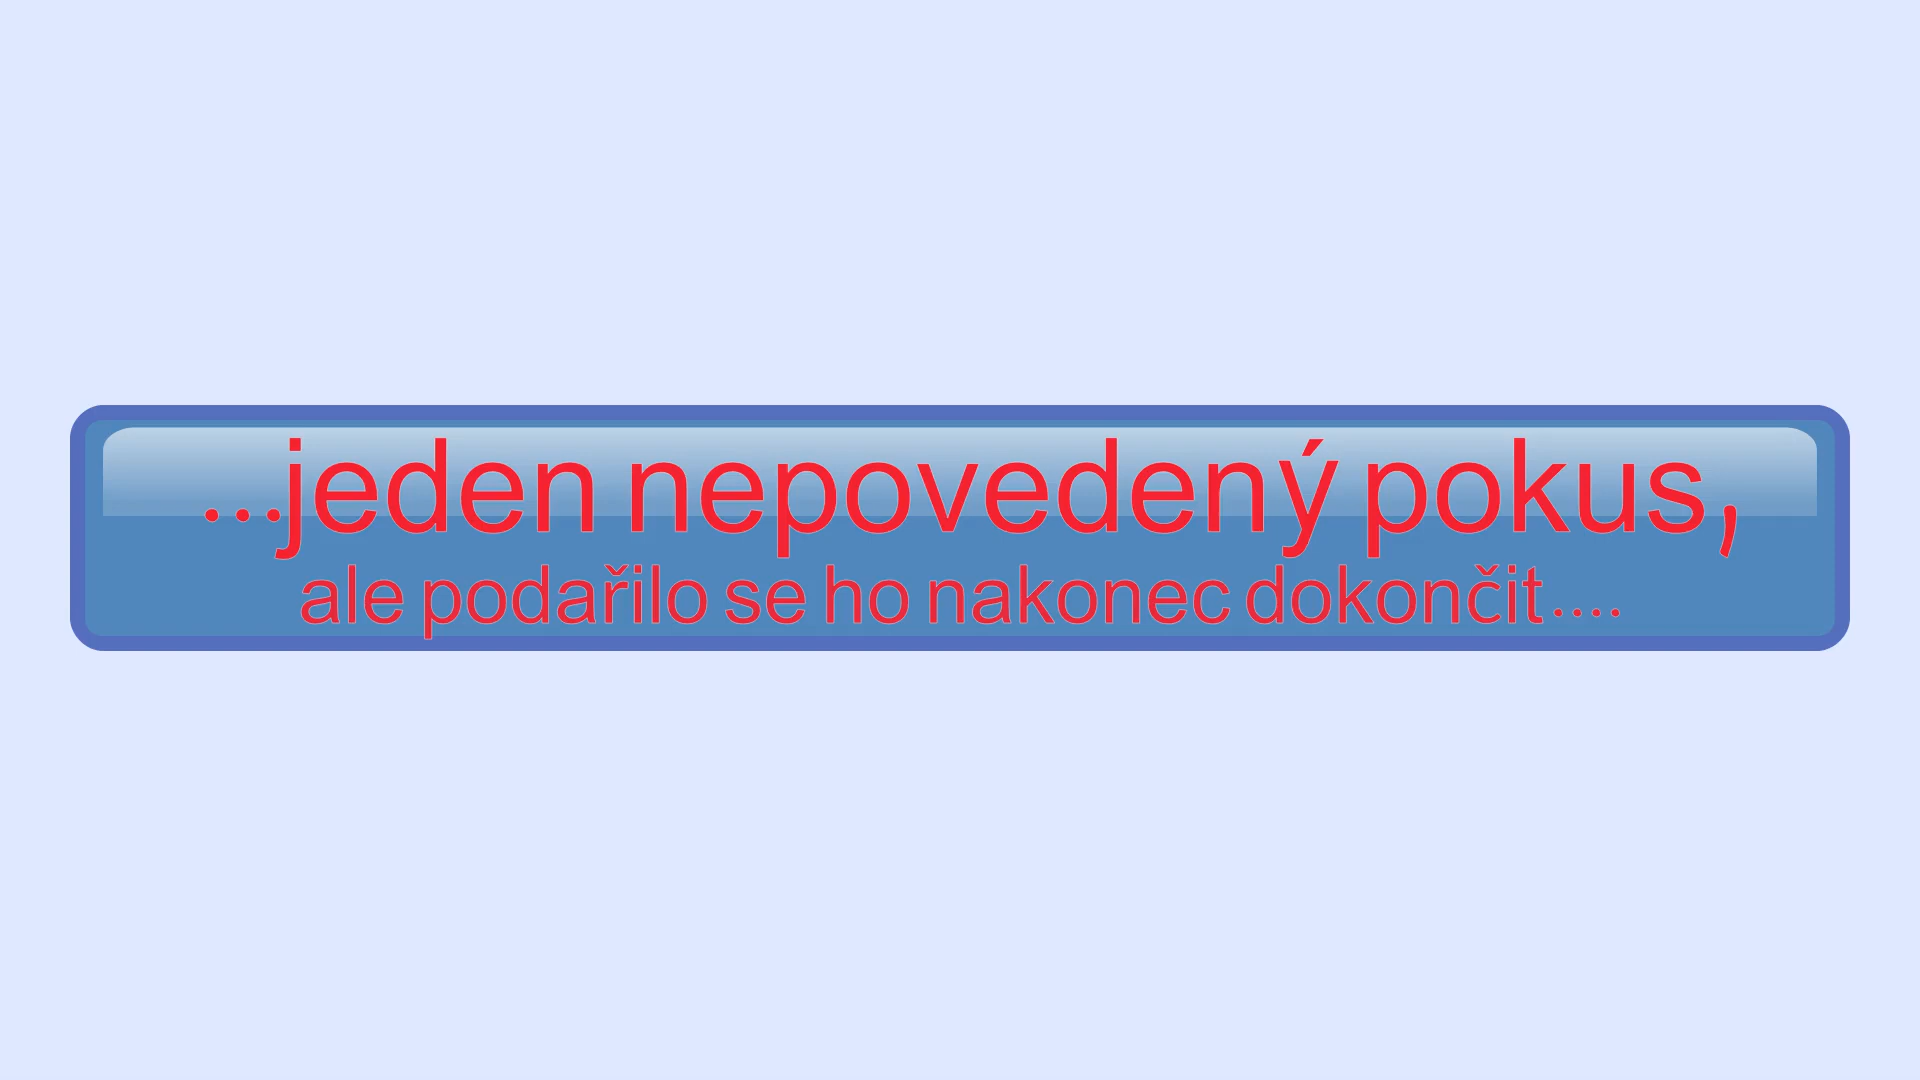 ...jeden nepovedený pokus,
ale podařilo se ho nakonec dokončit....